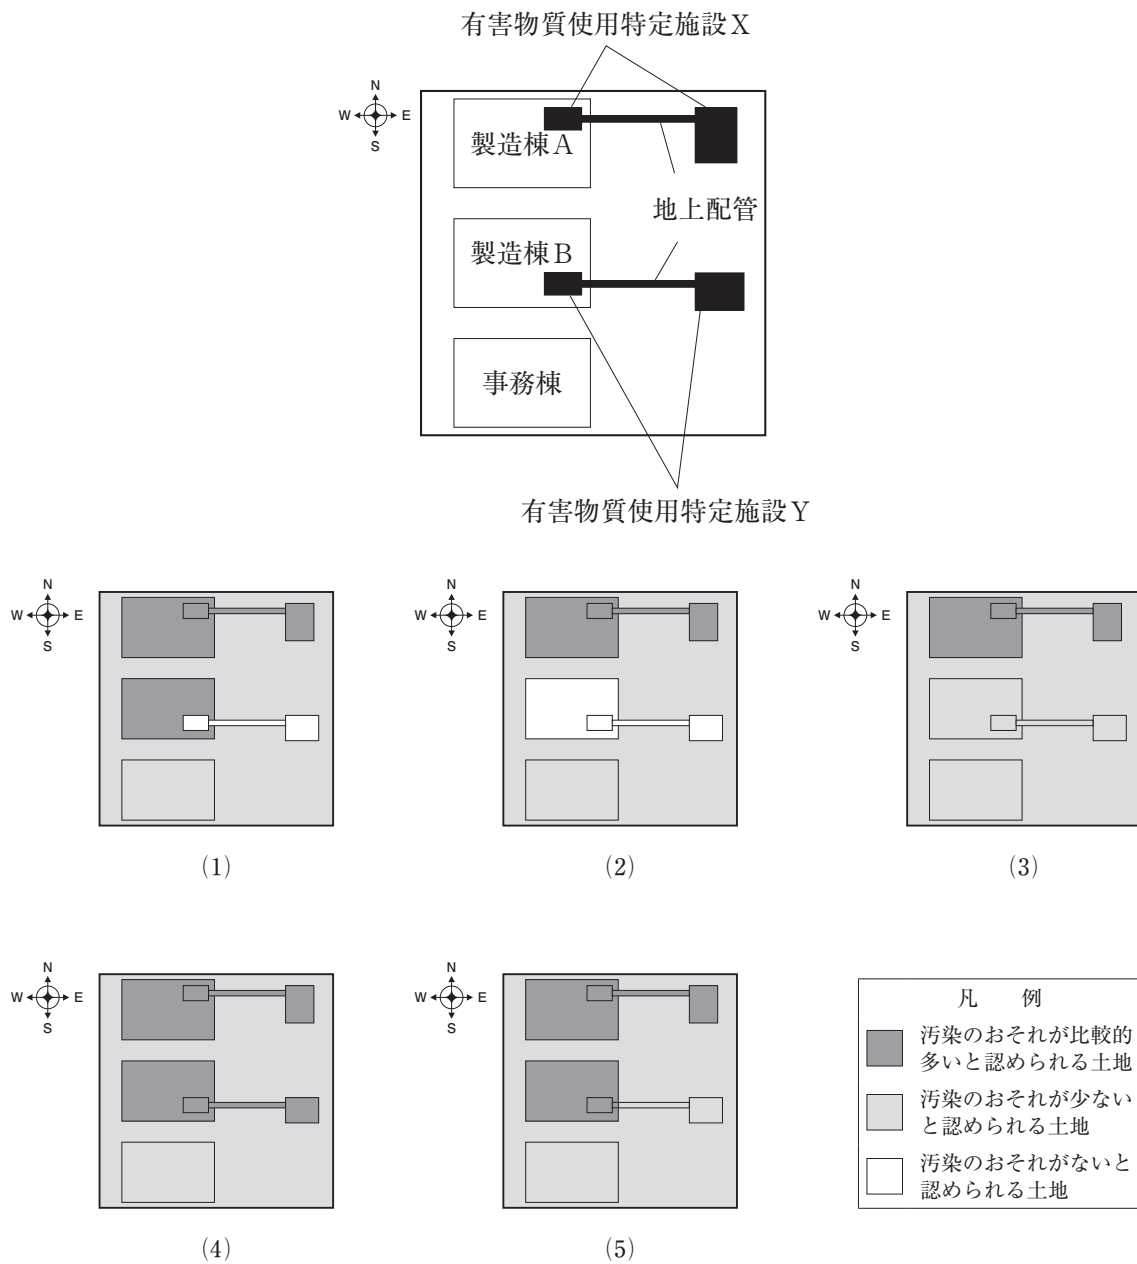 有害物質使用特定施設X
N
W E
S
製造棟A
地上配管
製造棟B
事務棟
有害物質使用特定施設Y
N
W E
S
N
W E
S
N
W E
S
(1)
(2)
(3)
N
W E
S
N
W E
S
凡 例
汚染のおそれが比較的
多いと認められる土地
汚染のおそれが少ない
と認められる土地
汚染のおそれがないと
認められる土地
(4)
(5)